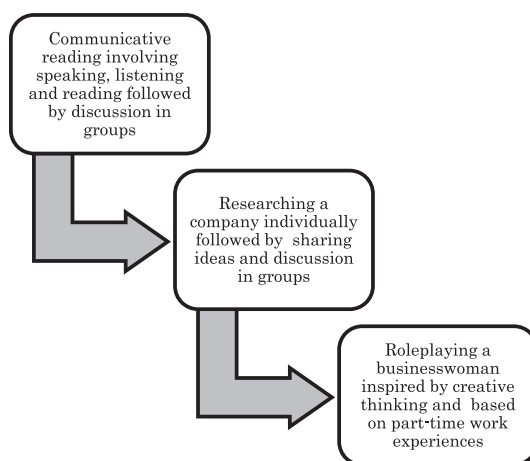 Communicative
reading involving
speaking, listening
and reading followed
by discussion in
groups
Researching a
company individually
followed by sharing
ideas and discussion
in groups
Roleplaying a
businesswoman
inspired by creative
thinking and based
on part-time work
experiences